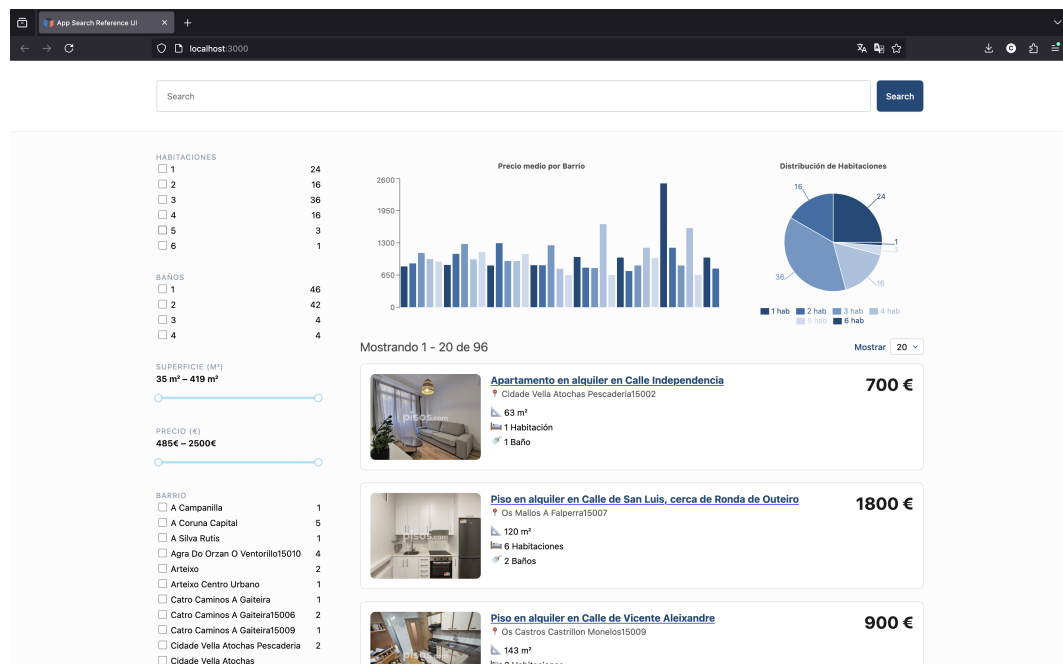 App Search Reference UI
localhost:3000
Search
Search
HABITACIONES
1 24
2 16
3 36
4 16
5 3
6 1
BAÑOS
1 46
2 42
3 4
4 4
SUPERFICIE (M²)
35 m² – 419 m²
PRECIO (€)
485€ – 2500€
BARRIO
A Campanilla 1
A Coruna Capital 5
A Silva Rutis 1
Agra Do Orzan O Ventorillo15010 4
Arteixo 2
Arteixo Centro Urbano 1
Catro Caminos A Gaiteira 1
Catro Caminos A Gaiteira15006 2
Catro Caminos A Gaiteira15009 1
Cidade Vella Atochas Pescaderia 2
Cidade Vella Atochas
Precio medio por Barrio
2600
1950
1300
650
0
Distribución de Habitaciones
16
24
1
3
36
16
1 hab 2 hab 3 hab 4 hab
5 hab 6 hab
Mostrando 1 - 20 de 96
Mostrar 20
Apartamento en alquiler en Calle Independencia 700 €
Cidade Vella Atochas Pescaderia15002
63 m²
1 Habitación
1 Baño
pisos.com
Piso en alquiler en Calle de San Luis, cerca de Ronda de Outeiro 1800 €
Os Mallos A Falperra15007
120 m²
6 Habitaciones
2 Baños
pisos.com
Piso en alquiler en Calle de Vicente Aleixandre 900 €
Os Castros Castrillon Monelos15009
143 m²
pisos.com